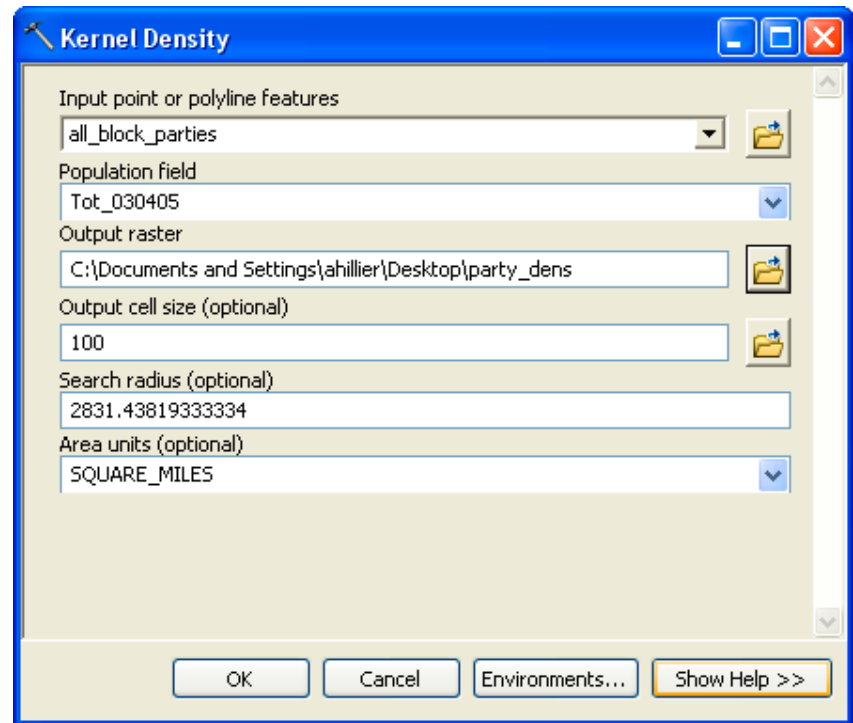 Kernel Density
Input point or polyline features
all_block_parties
Population field
Tot_030405
Output raster
C:\Documents and Settings\ahillier\Desktop\party_dens
Output cell size (optional)
100
Search radius (optional)
2831.43819333334
Area units (optional)
SQUARE_MILES
OK Cancel Environments... Show Help >>